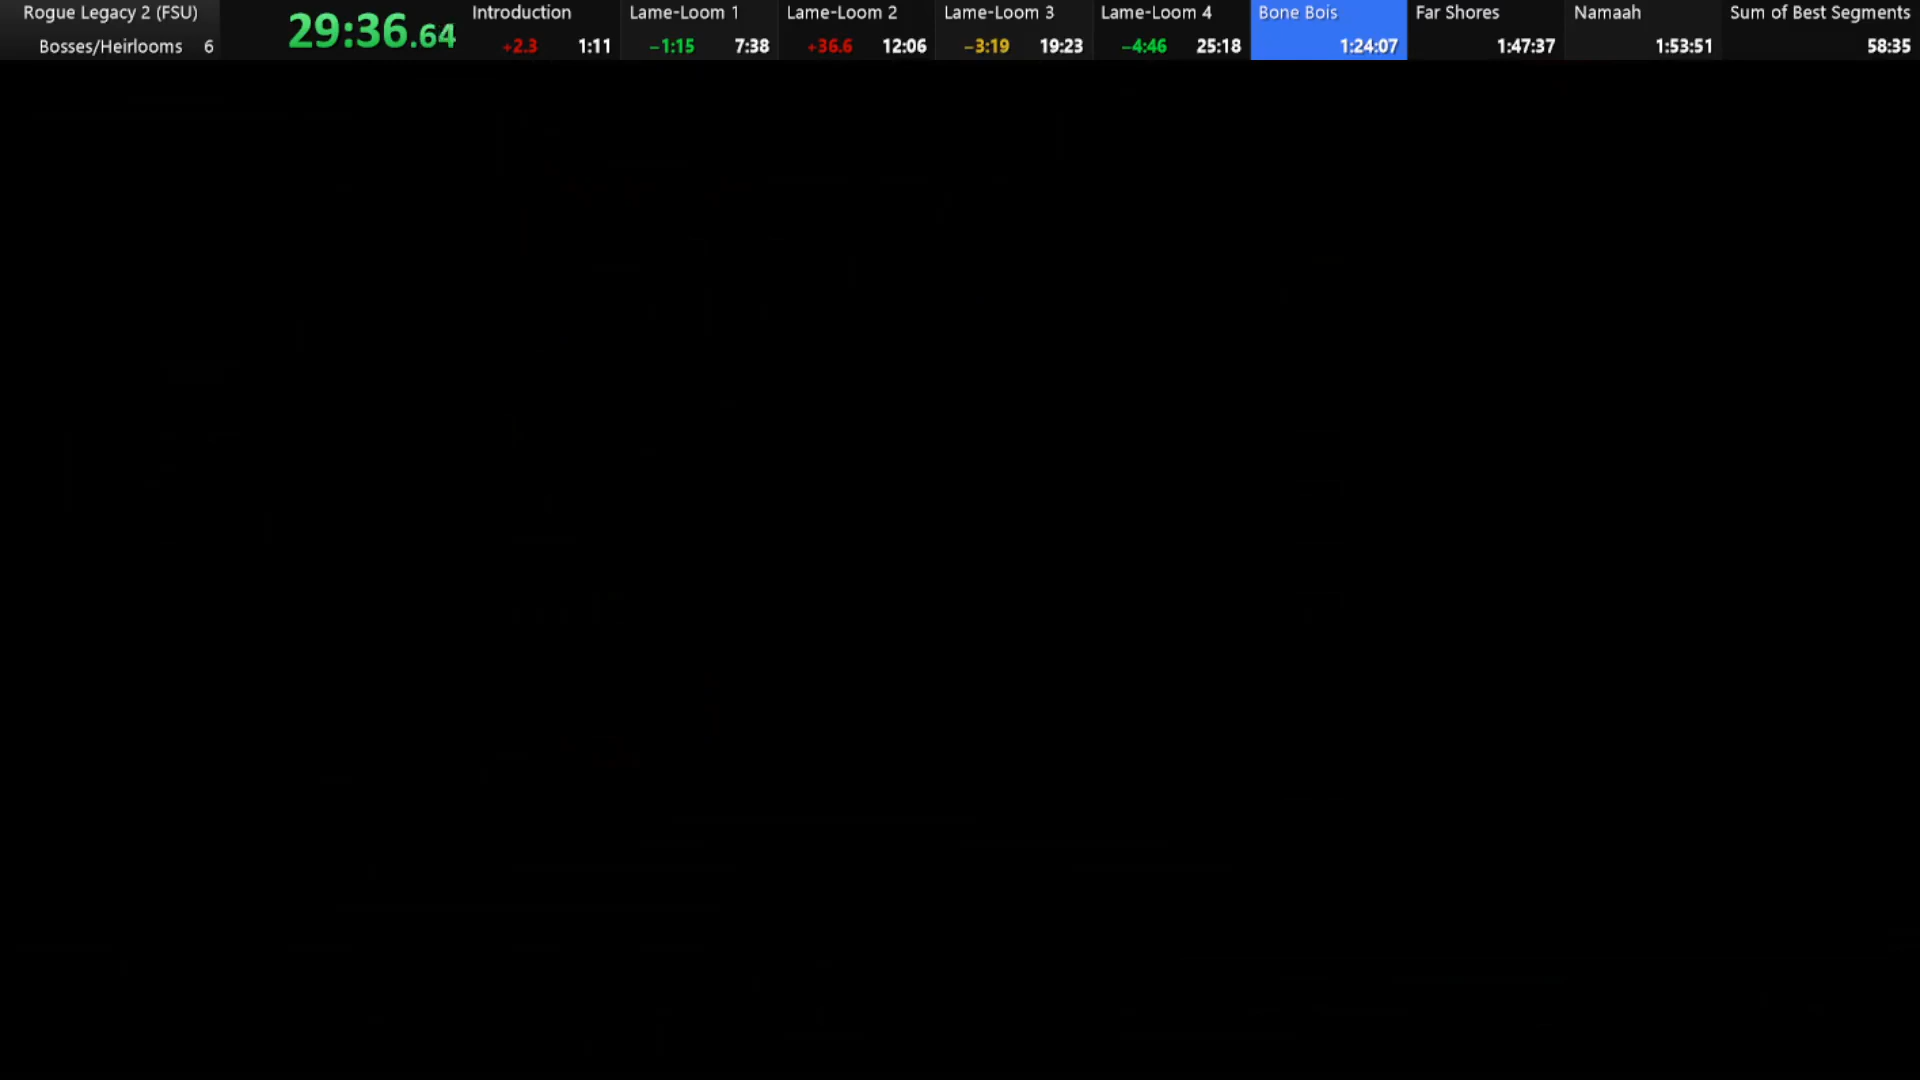 Rogue Legacy 2 (FSU)
Bosses/Heirlooms 6
29:36.64
Introduction
+2.3 1:11
Lame-Loom 1
−1:15 7:38
Lame-Loom 2
+36.6 12:06
Lame-Loom 3
−3:19 19:23
Lame-Loom 4
−4:46 25:18
Bone Bois
1:24:07
Far Shores
1:47:37
Namaah
1:53:51
Sum of Best Segments
58:35